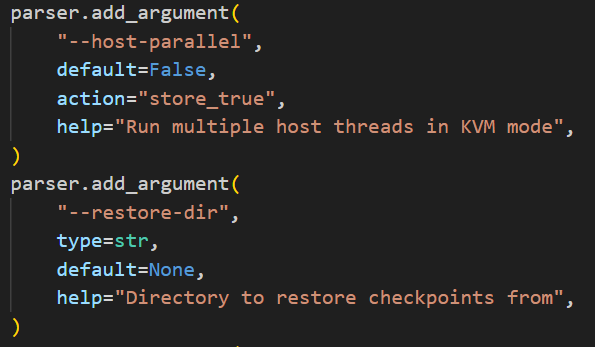 parser.add_argument(
    "--host-parallel",
    default=False,
    action="store_true",
    help="Run multiple host threads in KVM mode",
)
parser.add_argument(
    "--restore-dir",
    type=str,
    default=None,
    help="Directory to restore checkpoints from",
)